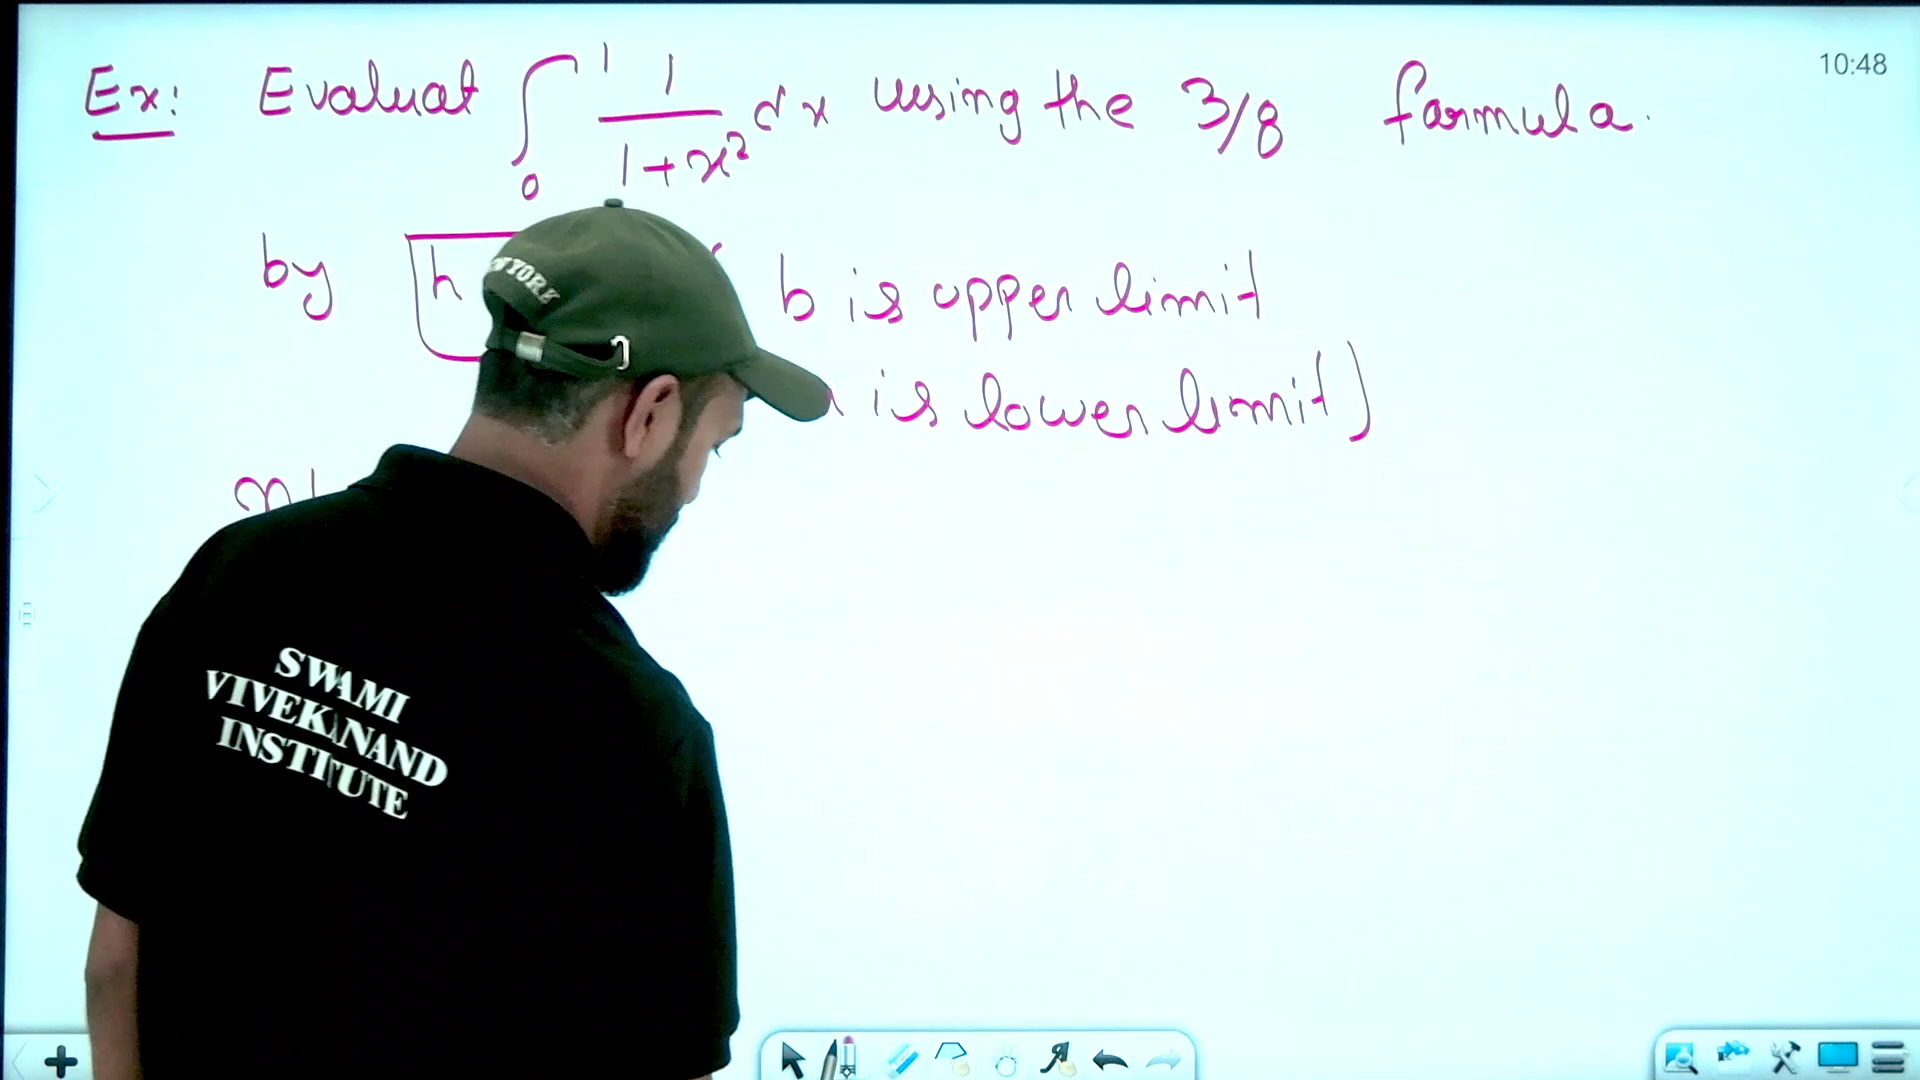 10:48
Ex: Evaluat ∫₀¹ 1/(1+x²) dx using the 3/8 formula.
by h b is upper limit
is lower limit)
NEW YORK
SWAMI
VIVEKANAND
INSTITUTE